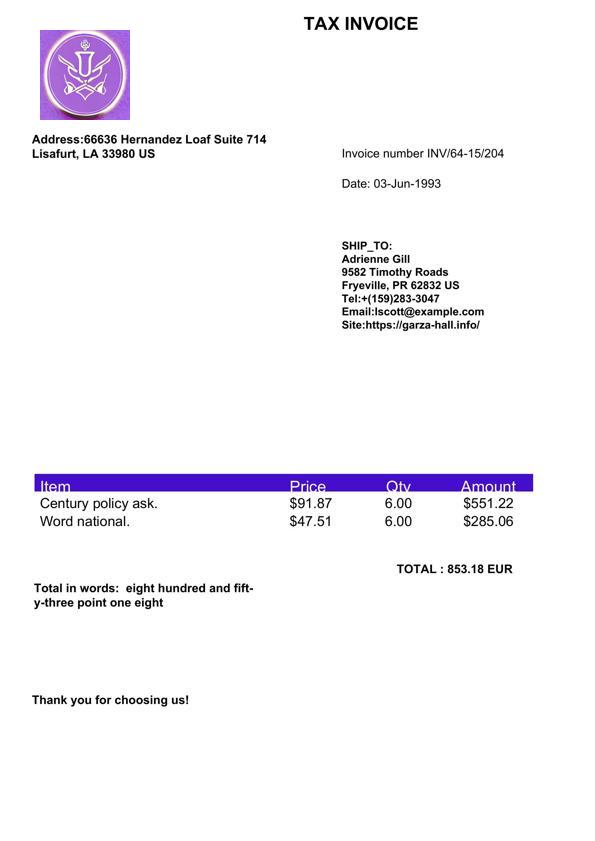 TAX INVOICE
Address:66636 Hernandez Loaf Suite 714
Lisafurt, LA 33980 US
Invoice number INV/64-15/204
Date: 03-Jun-1993
SHIP_TO:
Adrienne Gill
9582 Timothy Roads
Fryeville, PR 62832 US
Tel:+(159)283-3047
Email:lscott@example.com
Site:https://garza-hall.info/
Item Price Qty Amount
Century policy ask. $91.87 6.00 $551.22
Word national. $47.51 6.00 $285.06
TOTAL : 853.18 EUR
Total in words:  eight hundred and fift-
y-three point one eight
Thank you for choosing us!